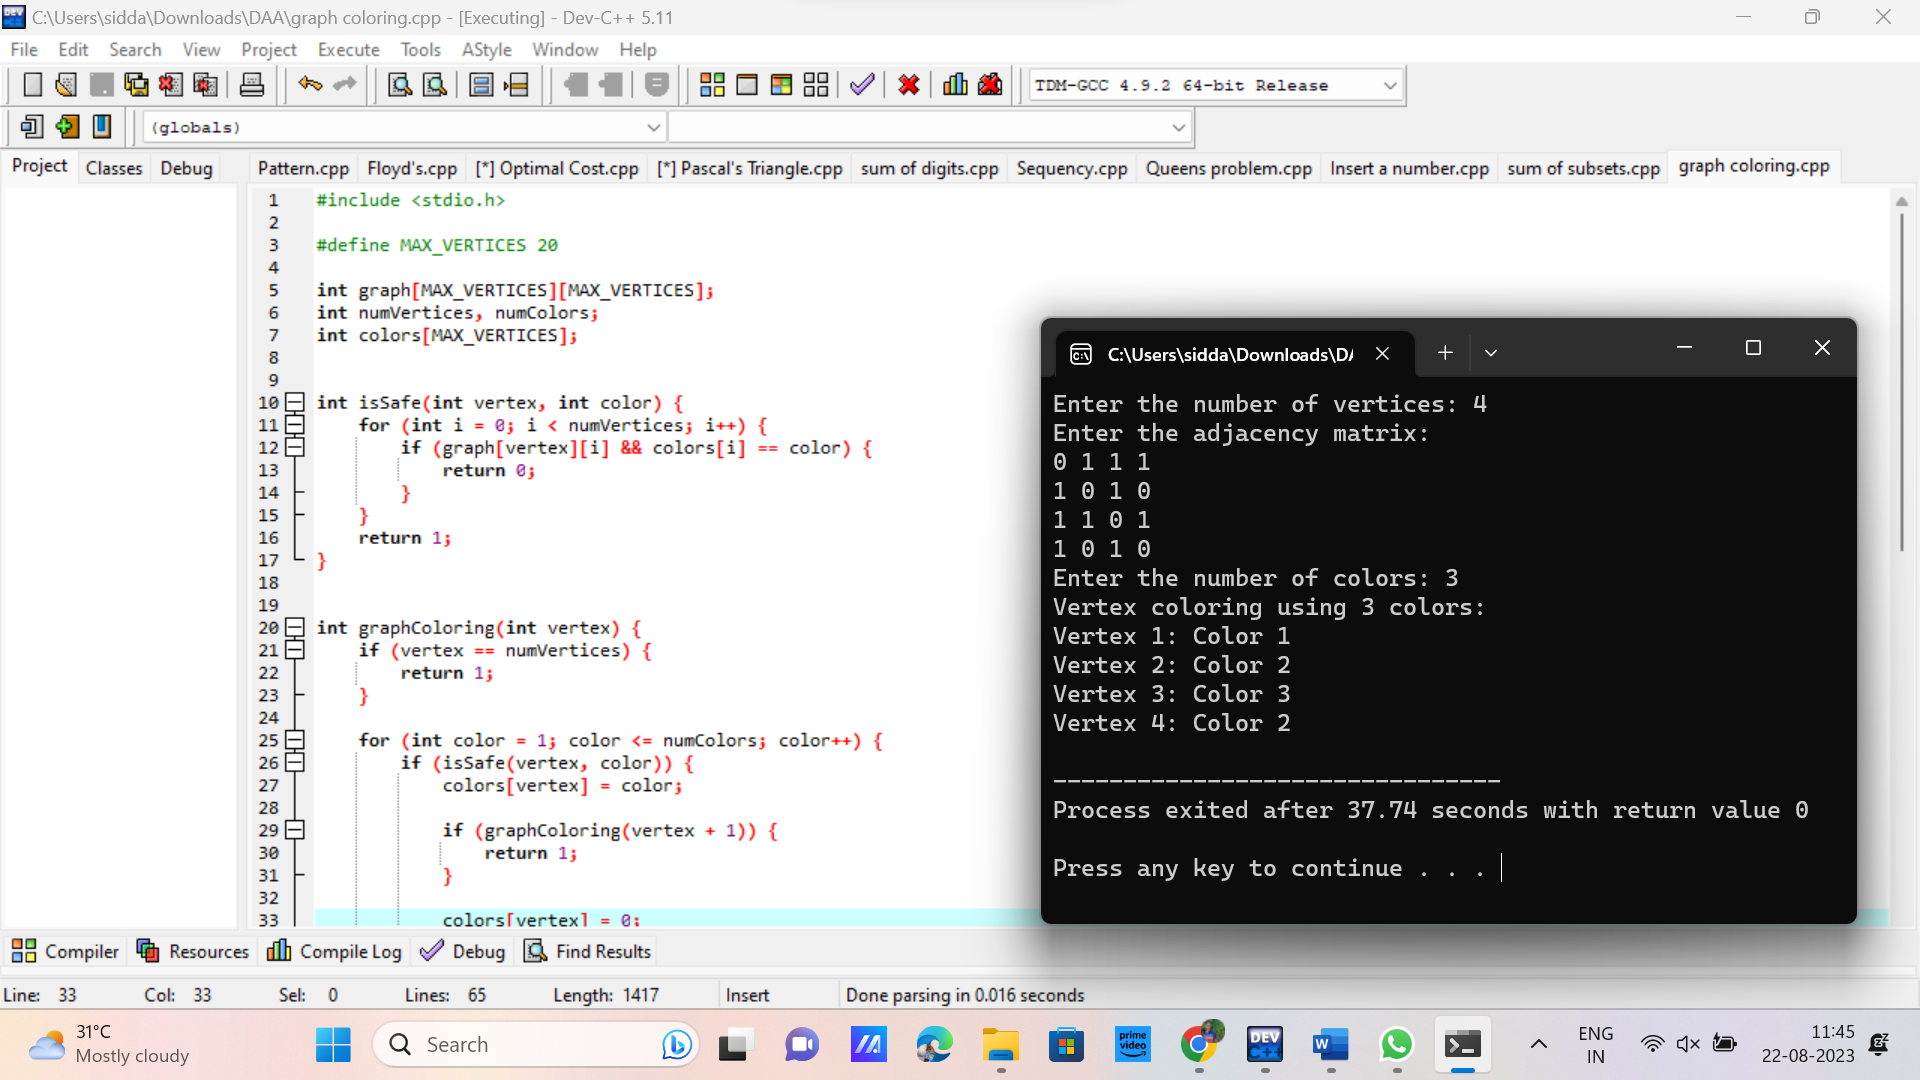 C:\Users\sidda\Downloads\DAA\graph coloring.cpp - [Executing] - Dev-C++ 5.11
File Edit Search View Project Execute Tools AStyle Window Help
TDM-GCC 4.9.2 64-bit Release
(globals)
Project Classes Debug
Pattern.cpp Floyd's.cpp [*] Optimal Cost.cpp [*] Pascal's Triangle.cpp sum of digits.cpp Sequency.cpp Queens problem.cpp Insert a number.cpp sum of subsets.cpp graph coloring.cpp
1 #include <stdio.h>
2
3 #define MAX_VERTICES 20
4
5 int graph[MAX_VERTICES][MAX_VERTICES];
6 int numVertices, numColors;
7 int colors[MAX_VERTICES];
8
9
10 int isSafe(int vertex, int color) {
11 for (int i = 0; i < numVertices; i++) {
12 if (graph[vertex][i] && colors[i] == color) {
13 return 0;
14 }
15 }
16 return 1;
17 }
18
19
20 int graphColoring(int vertex) {
21 if (vertex == numVertices) {
22 return 1;
23 }
24
25 for (int color = 1; color <= numColors; color++) {
26 if (isSafe(vertex, color)) {
27 colors[vertex] = color;
28
29 if (graphColoring(vertex + 1)) {
30 return 1;
31 }
32
33 colors[vertex] = 0;
C:\Users\sidda\Downloads\DA
Enter the number of vertices: 4
Enter the adjacency matrix:
0 1 1 1
1 0 1 0
1 1 0 1
1 0 1 0
Enter the number of colors: 3
Vertex coloring using 3 colors:
Vertex 1: Color 1
Vertex 2: Color 2
Vertex 3: Color 3
Vertex 4: Color 2
--------------------------------
Process exited after 37.74 seconds with return value 0
Press any key to continue . . .
Compiler Resources Compile Log Debug Find Results
Line: 33 Col: 33 Sel: 0 Lines: 65 Length: 1417 Insert Done parsing in 0.016 seconds
31°C
Mostly cloudy
Search
prime video
DEV C++
W
ENG
IN
11:45
22-08-2023